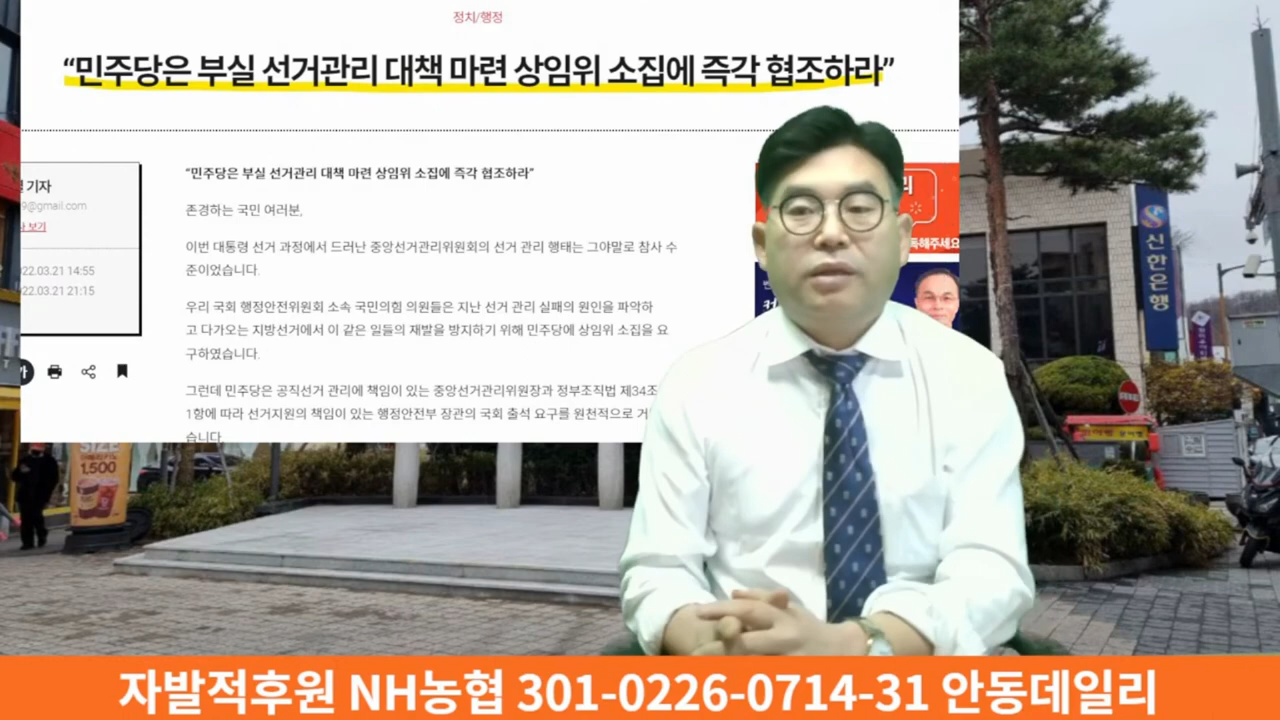 정치/행정
“민주당은 부실 선거관리 대책 마련 상임위 소집에 즉각 협조하라”
기자
9@gmail.com
보기
22.03.21 14:55
22.03.21 21:15
“민주당은 부실 선거관리 대책 마련 상임위 소집에 즉각 협조하라”
존경하는 국민 여러분,
이번 대통령 선거 과정에서 드러난 중앙선거관리위원회의 선거 관리 행태는 그야말로 참사 수
준이었습니다.
우리 국회 행정안전위원회 소속 국민의힘 의원들은 지난 선거 관리 실패의 원인을 파악하
고 다가오는 지방선거에서 이 같은 일들의 재발을 방지하기 위해 민주당에 상임위 소집을 요
구하였습니다.
그런데 민주당은 공직선거 관리에 책임이 있는 중앙선거관리위원장과 정부조직법 제34조
1항에 따라 선거지원의 책임이 있는 행정안전부 장관의 국회 출석 요구를 원천적으로 거
습니다.
리
독해주세요
신한은행
1,500
자발적후원 NH농협 301-0226-0714-31 안동데일리